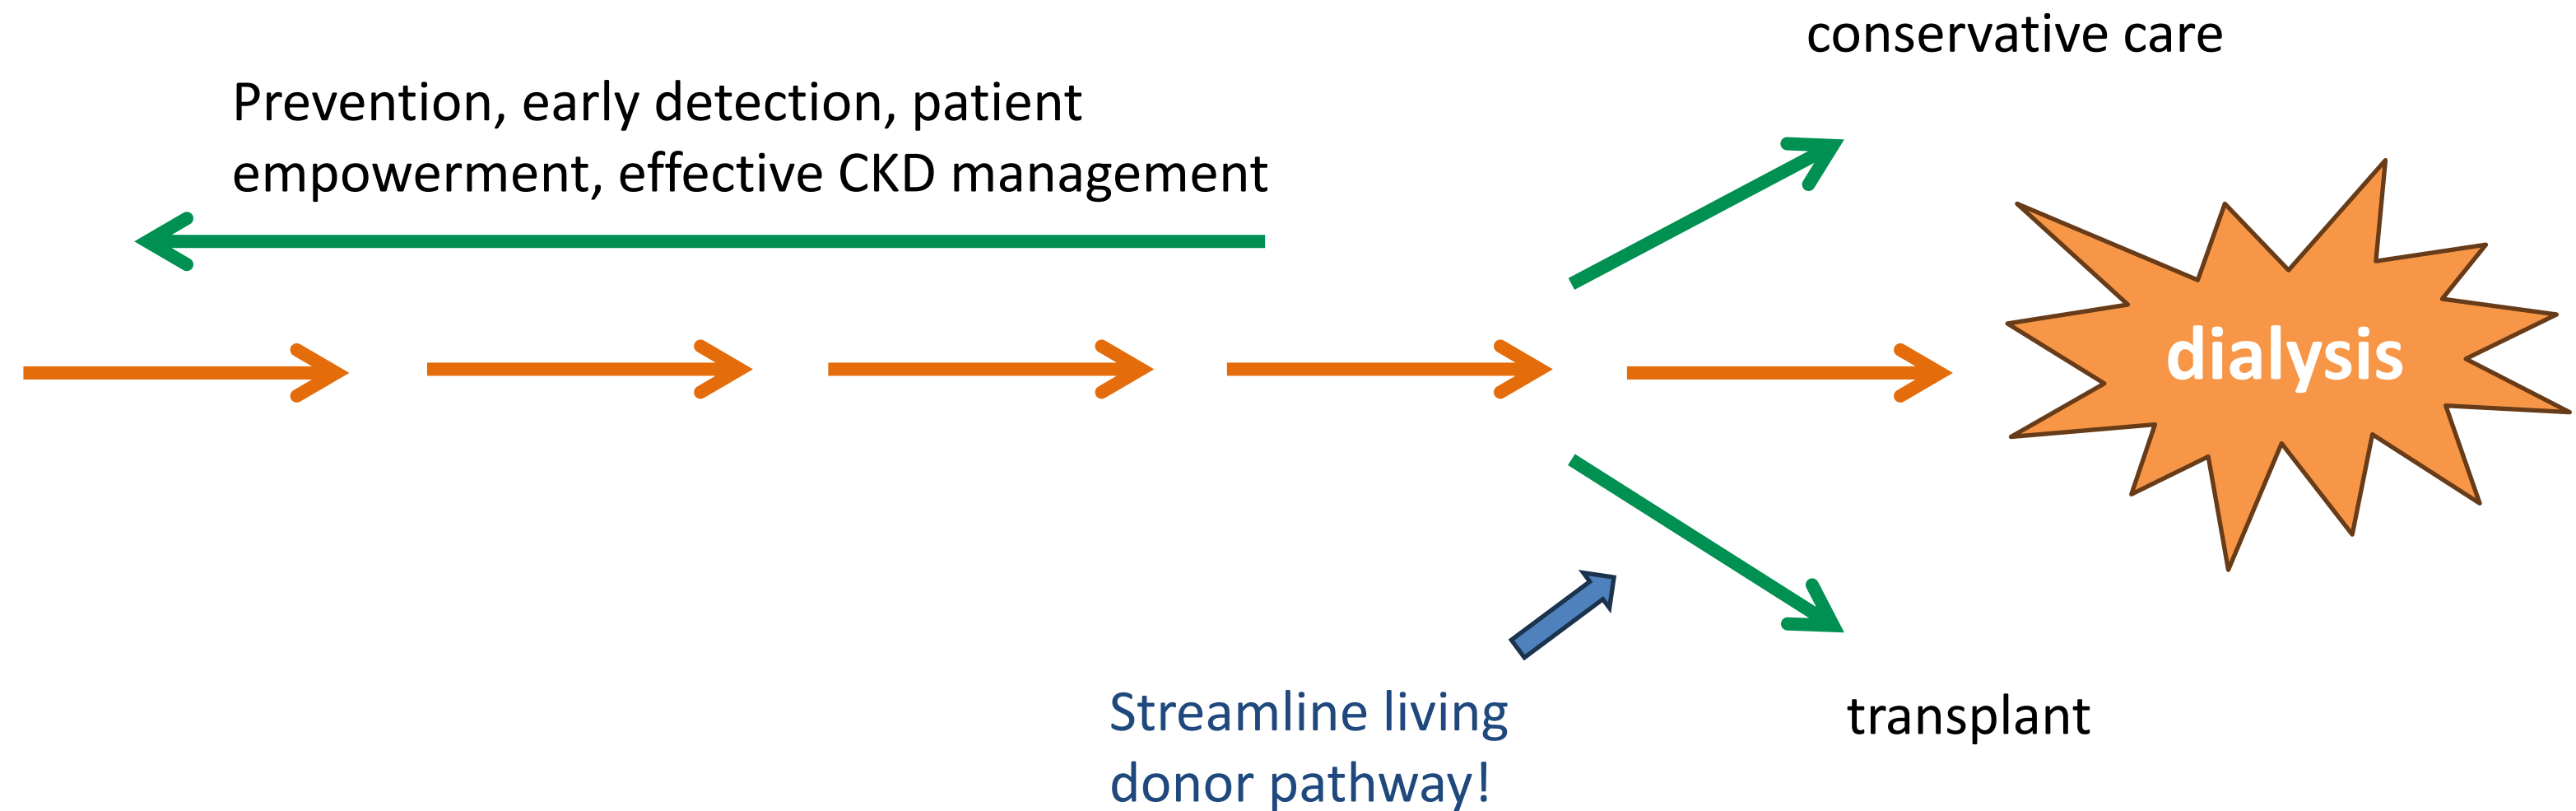 conservative care
Prevention, early detection, patient
empowerment, effective CKD management
dialysis
Streamline living
donor pathway!
transplant